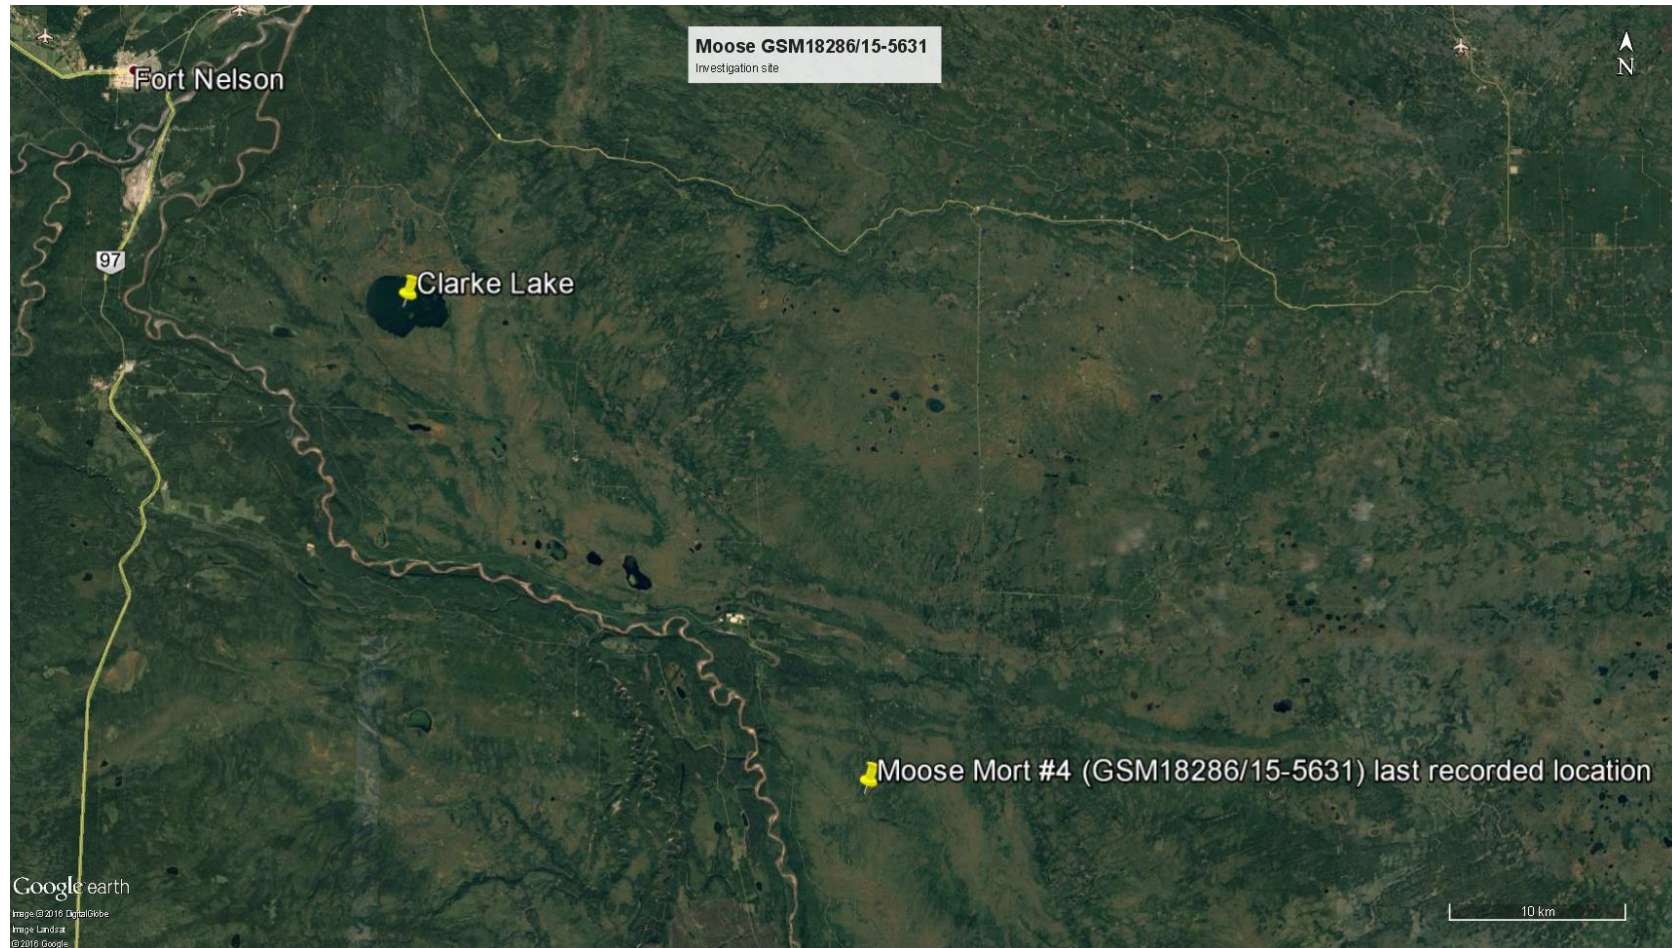 Moose GSM18286/15-5631
Investigation site
N
Fort Nelson
97
Clarke Lake
Moose Mort #4 (GSM18286/15-5631) last recorded location
Google earth
Image © 2016 DigitalGlobe
Image Landsat
© 2016 Google
10 km